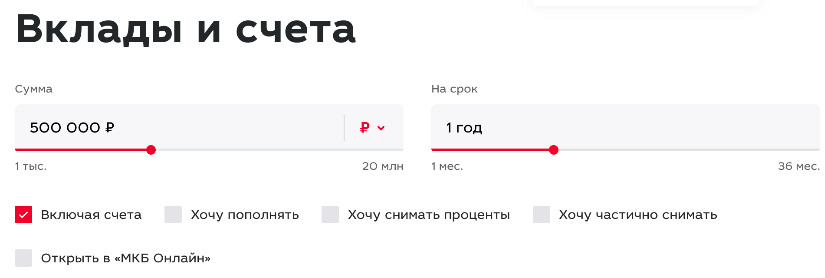 Вклады и счета
Сумма
На срок
500 000 ₽
₽
1 год
1 тыс.
20 млн
1 мес.
36 мес.
Включая счета
Хочу пополнять
Хочу снимать проценты
Хочу частично снимать
Открыть в «МКБ Онлайн»